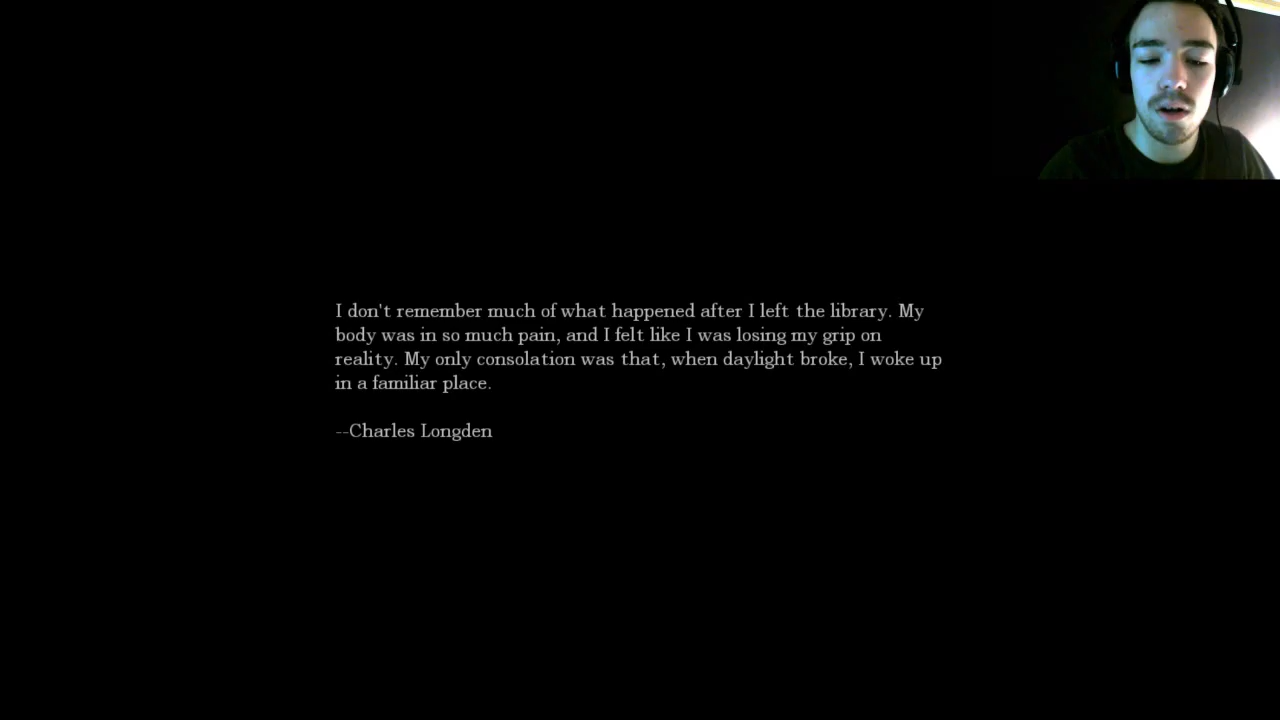 I don't remember much of what happened after I left the library. My
body was in so much pain, and I felt like I was losing my grip on
reality. My only consolation was that, when daylight broke, I woke up
in a familiar place.
--Charles Longden